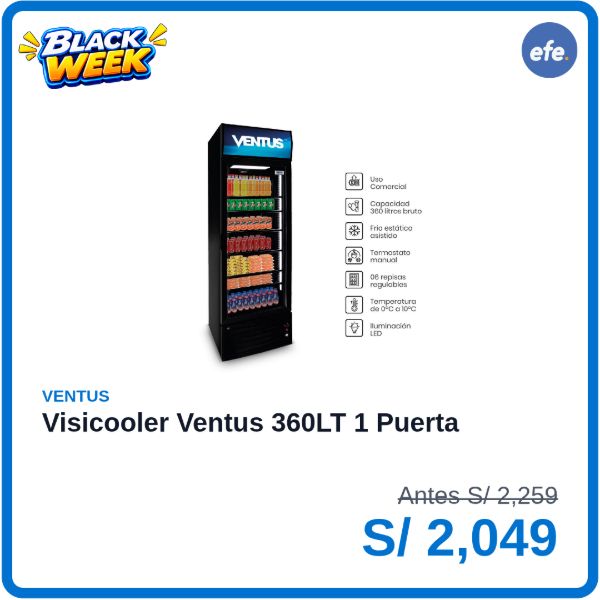 BLACK
WEEK
efe.
VENTUS
Uso
Comercial
Capacidad
360 litros bruto
Frío estático
asistido
Termostato
manual
06 repisas
regulables
Temperatura
de 0°C a 10°C
Iluminación
LED
VENTUS
Visicooler Ventus 360LT 1 Puerta
Antes S/ 2,259
S/ 2,049